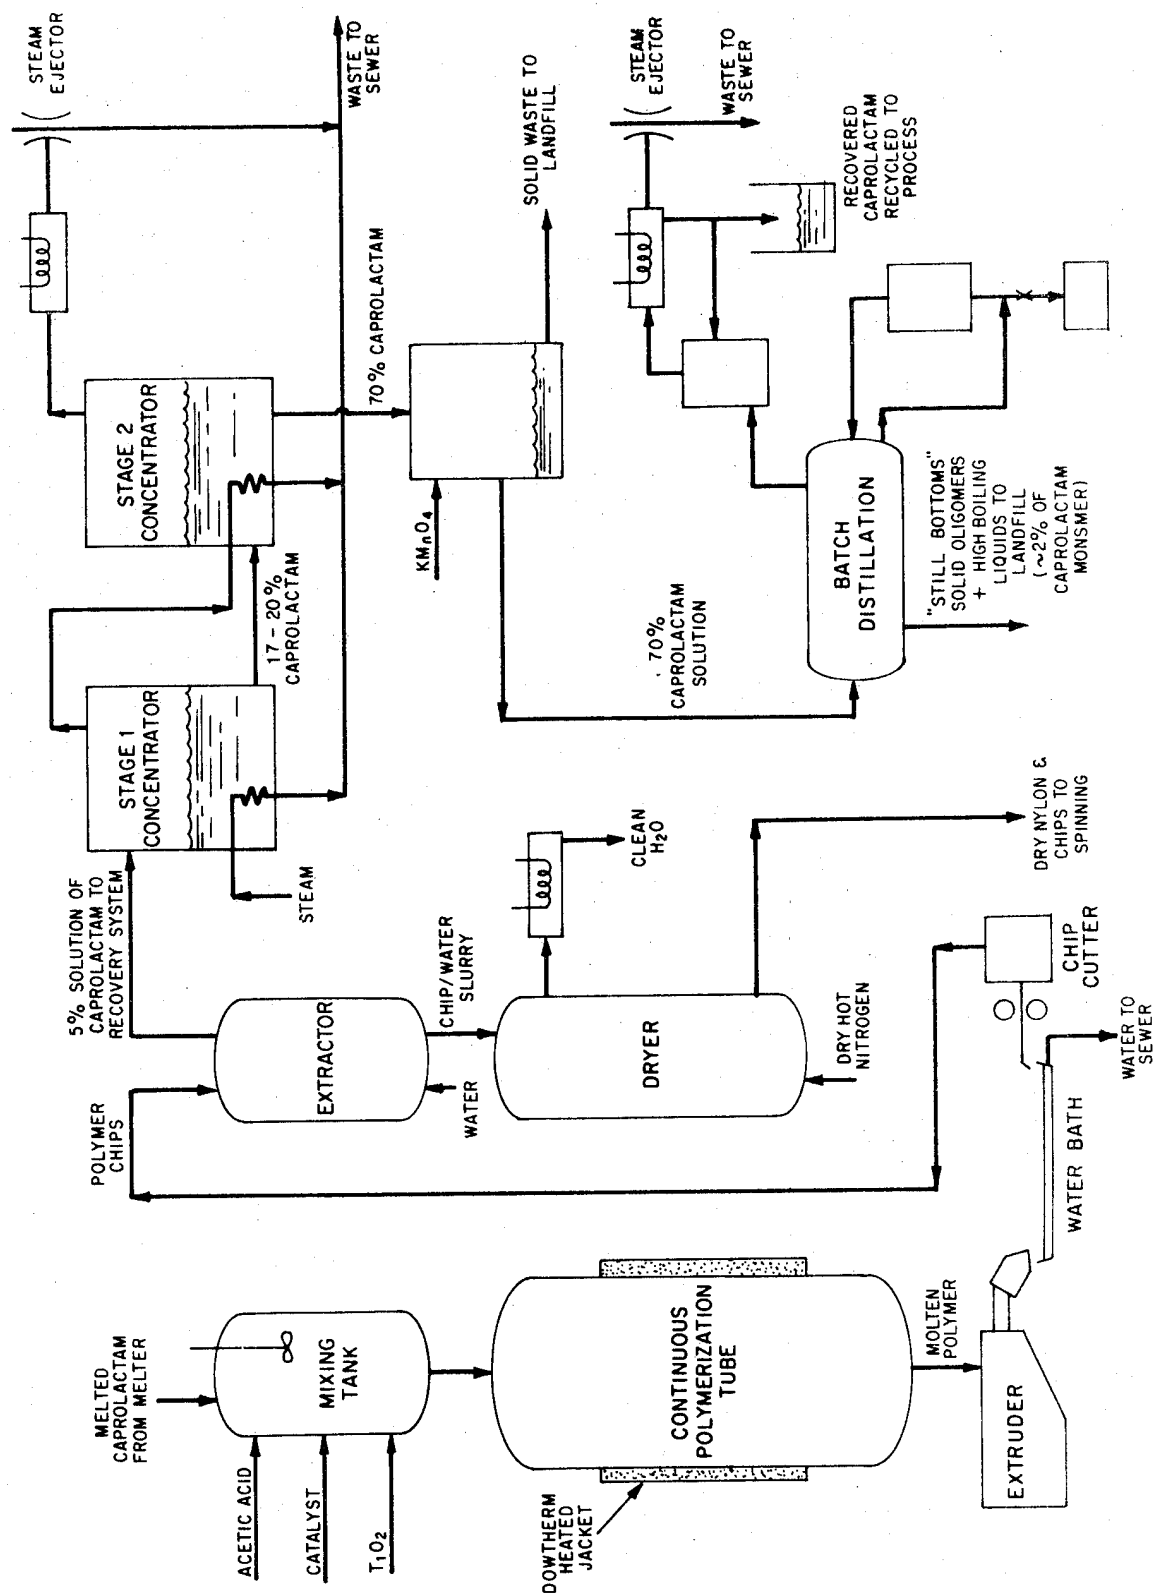 MELTED
CAPROLACTAM
FROM MELTER
ACETIC ACID
CATALYST
TiO2
MIXING
TANK
DOWTHERM
HEATED
JACKET
CONTINUOUS
POLYMERIZATION
TUBE
MOLTEN
POLYMER
EXTRUDER
WATER BATH
WATER TO
SEWER
CHIP
CUTTER
POLYMER
CHIPS
5% SOLUTION OF
CAPROLACTAM TO
RECOVERY SYSTEM
EXTRACTOR
WATER
CHIP/WATER
SLURRY
DRYER
DRY HOT
NITROGEN
CLEAN
H2O
DRY NYLON &
CHIPS TO
SPINNING
STEAM
STAGE 1
CONCENTRATOR
17-20%
CAPROLACTAM
STAGE 2
CONCENTRATOR
STEAM
EJECTOR
WASTE TO
SEWER
70% CAPROLACTAM
KMnO4
SOLID WASTE TO
LANDFILL
70%
CAPROLACTAM
SOLUTION
BATCH
DISTILLATION
"STILL BOTTOMS"
SOLID OLIGOMERS
+ HIGH BOILING
LIQUIDS TO
LANDFILL
(~2% OF
CAPROLACTAM
MONSMER)
STEAM
EJECTOR
WASTE TO
SEWER
RECOVERED
CAPROLACTAM
RECYCLED TO
PROCESS